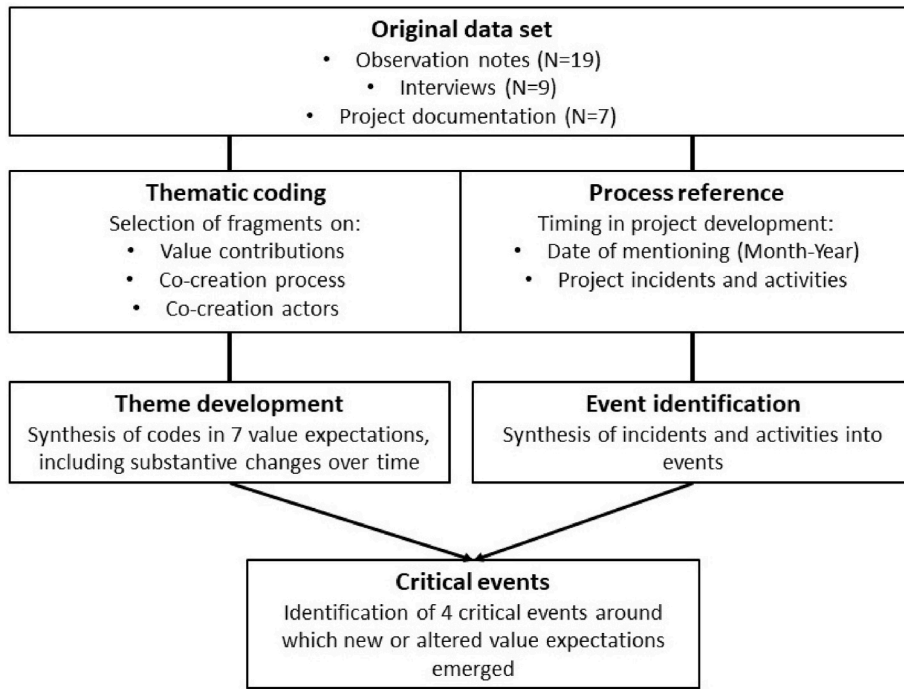 Original data set
• Observation notes (N=19)
• Interviews (N=9)
• Project documentation (N=7)
Thematic coding
Selection of fragments on:
• Value contributions
• Co-creation process
• Co-creation actors
Process reference
Timing in project development:
• Date of mentioning (Month-Year)
• Project incidents and activities
Theme development
Synthesis of codes in 7 value expectations,
including substantive changes over time
Event identification
Synthesis of incidents and activities into
events
Critical events
Identification of 4 critical events around
which new or altered value expectations
emerged